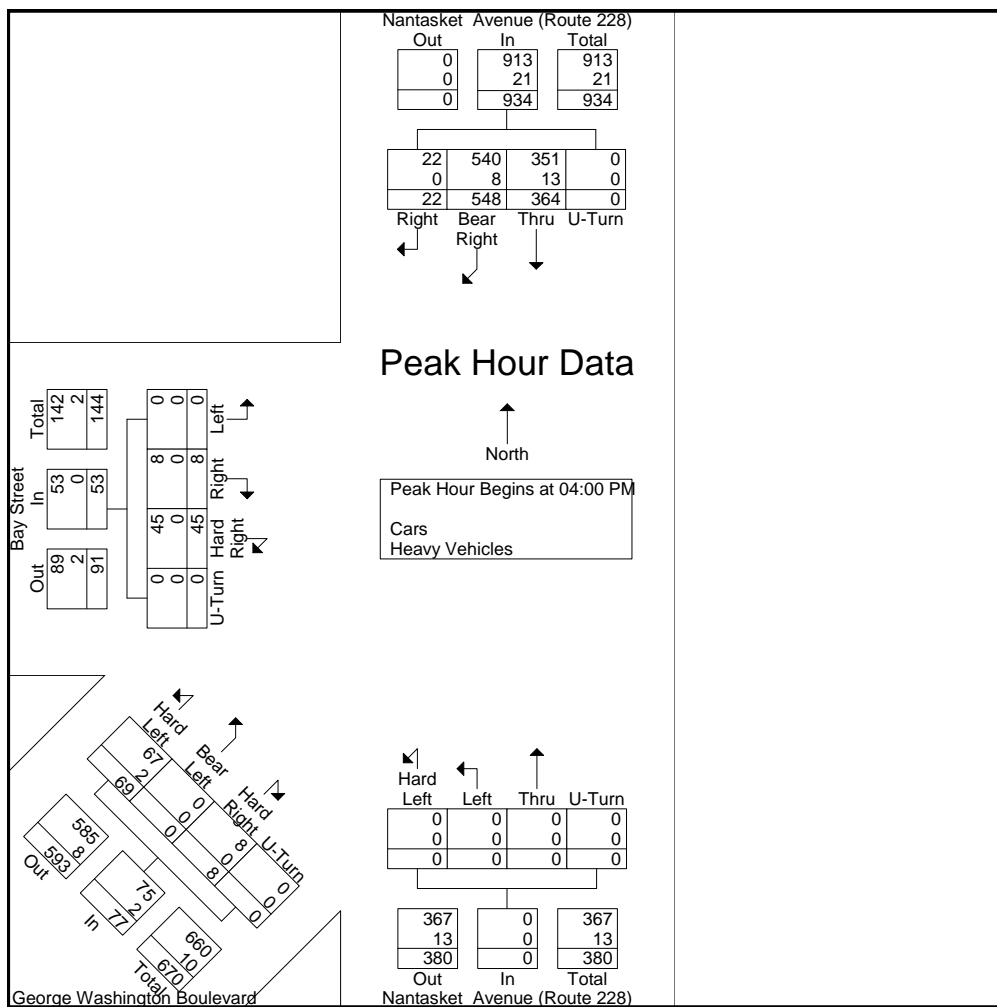 Nantasket Avenue (Route 228)
Out In Total
0 913 913
0 21 21
0 934 934
22 540 351 0
0 8 13 0
22 548 364 0
Right Bear Right Thru U-Turn
Peak Hour Data
North
Peak Hour Begins at 04:00 PM
Cars
Heavy Vehicles
Bay Street
Total In Out
142 53 89
2 0 2
144 53 91
0 8 45 0
0 0 0 0
0 8 45 0
Left Right Hard Right U-Turn
Hard Left Bear Left Hard Right U-Turn
67 0 8 0
2 0 0 0
69 0 8 0
585 75 660
8 2 10
593 77 670
Out In Total
George Washington Boulevard
Hard Left Left Thru U-Turn
0 0 0 0
0 0 0 0
0 0 0 0
367 0 367
13 0 13
380 0 380
Out In Total
Nantasket Avenue (Route 228)